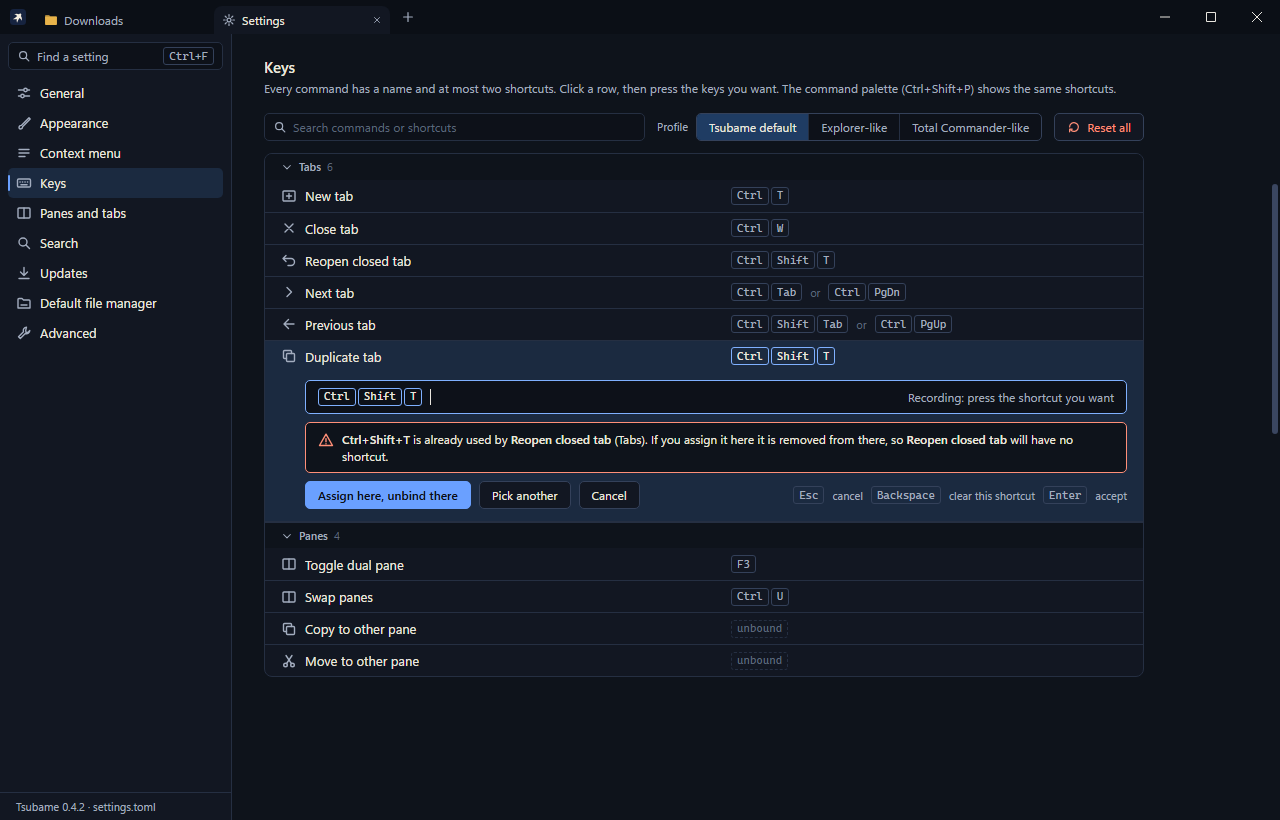 Downloads
Settings
Find a setting
Ctrl+F
General
Appearance
Context menu
Keys
Panes and tabs
Search
Updates
Default file manager
Advanced
Tsubame 0.4.2 · settings.toml
Keys
Every command has a name and at most two shortcuts. Click a row, then press the keys you want. The command palette (Ctrl+Shift+P) shows the same shortcuts.
Search commands or shortcuts
Profile
Tsubame default
Explorer-like
Total Commander-like
Reset all
Tabs 6
New tab Ctrl T
Close tab Ctrl W
Reopen closed tab Ctrl Shift T
Next tab Ctrl Tab or Ctrl PgDn
Previous tab Ctrl Shift Tab or Ctrl PgUp
Duplicate tab Ctrl Shift T
Ctrl Shift T Recording: press the shortcut you want
Ctrl+Shift+T is already used by Reopen closed tab (Tabs). If you assign it here it is removed from there, so Reopen closed tab will have no
shortcut.
Assign here, unbind there Pick another Cancel Esc cancel Backspace clear this shortcut Enter accept
Panes 4
Toggle dual pane F3
Swap panes Ctrl U
Copy to other pane unbound
Move to other pane unbound